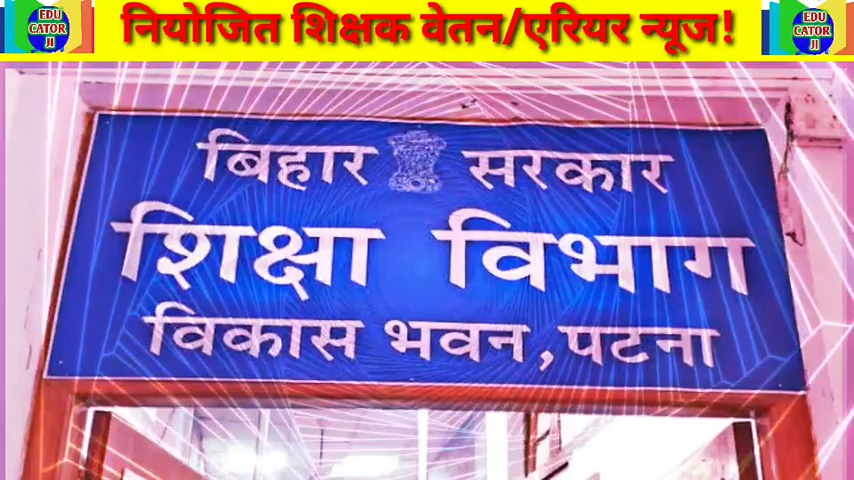 EDU
CATOR
JI
नियोजित शिक्षक वेतन/एरियर न्यूज!
EDU
CATOR
JI
बिहार सरकार
शिक्षा विभाग
विकास भवन, पटना